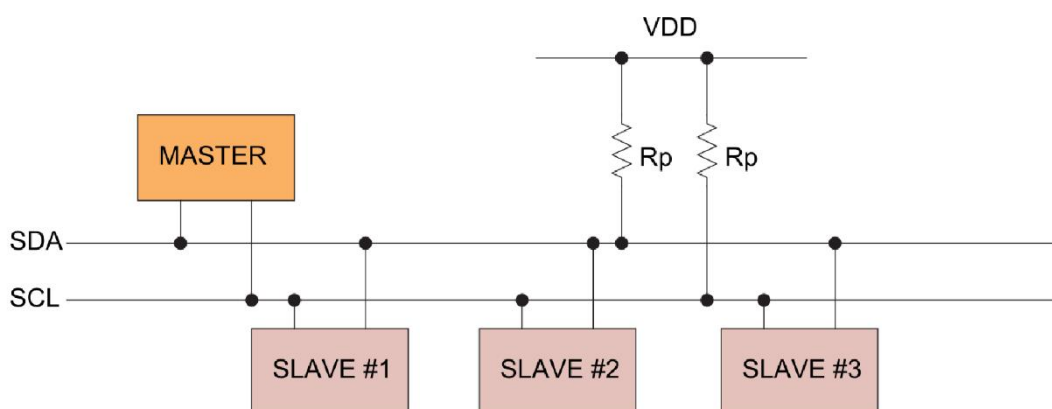 VDD
MASTER
Rp
Rp
SDA
SCL
SLAVE #1
SLAVE #2
SLAVE #3